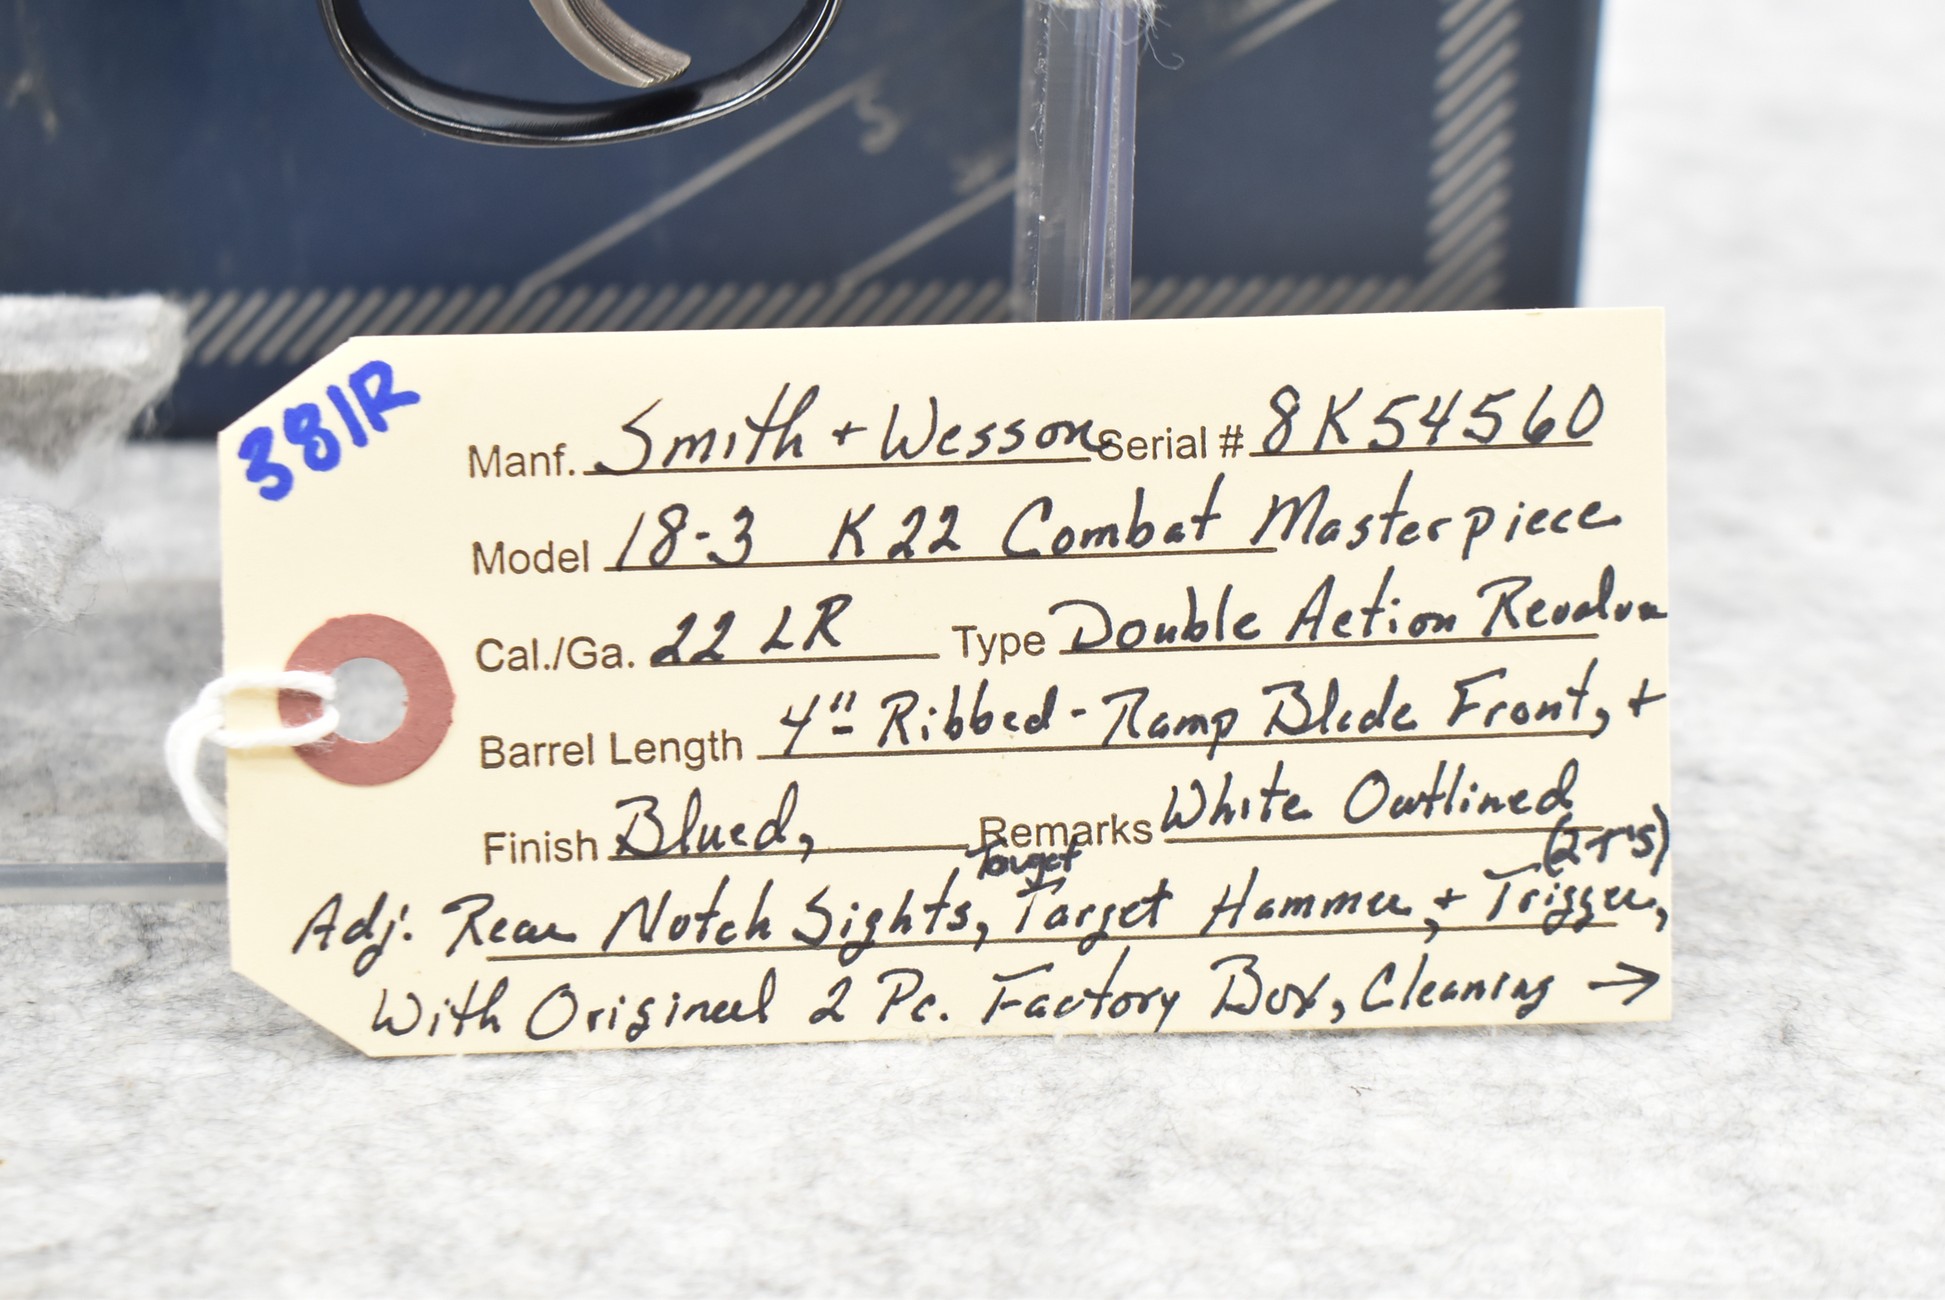 381R
Manf. Smith + Wesson Serial # 8K54560
Model 18-3 K22 Combat Masterpiece
Cal./Ga. 22 LR Type Double Action Revolver
Barrel Length 4" Ribbed - Ramp Blade Front, +
Finish Blued, Remarks White Outlined
Target (2 T's)
Adj. Rear Notch Sights, Target Hammer, + Trigger,
With Original 2 Pc. Factory Box, Cleaning →
S